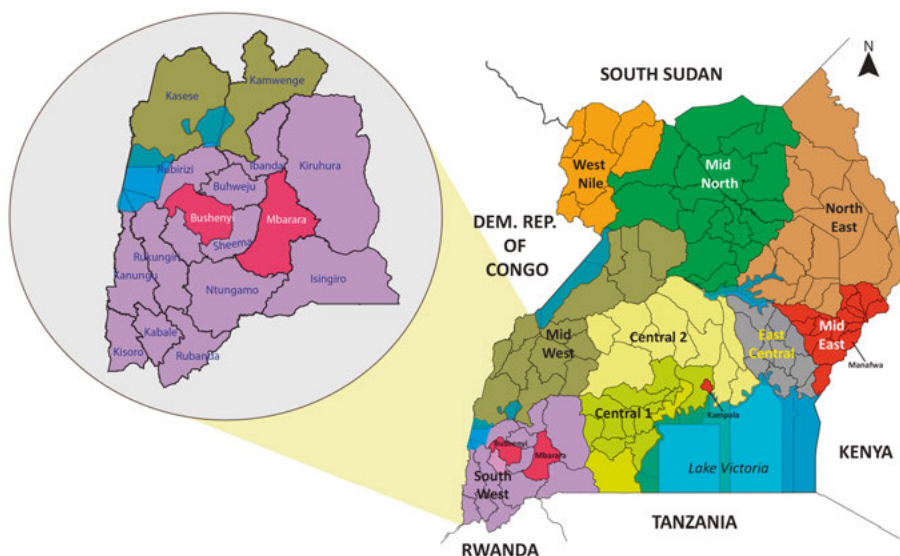 Kasese
Kamwenge
Rubirizi
Ibanda
Kiruhura
Buhweju
Bushenyi
Mbarara
Sheema
Rukungiri
Kanungu
Ntungamo
Isingiro
Kabale
Kisoro
Rubanda
N
SOUTH SUDAN
West
Nile
Mid
North
North
East
DEM. REP.
OF
CONGO
Mid
West
Central 2
East
Central
Mid
East
Manafwa
Central 1
Kampala
Bushenyi
Mbarara
South
West
Lake Victoria
KENYA
TANZANIA
RWANDA